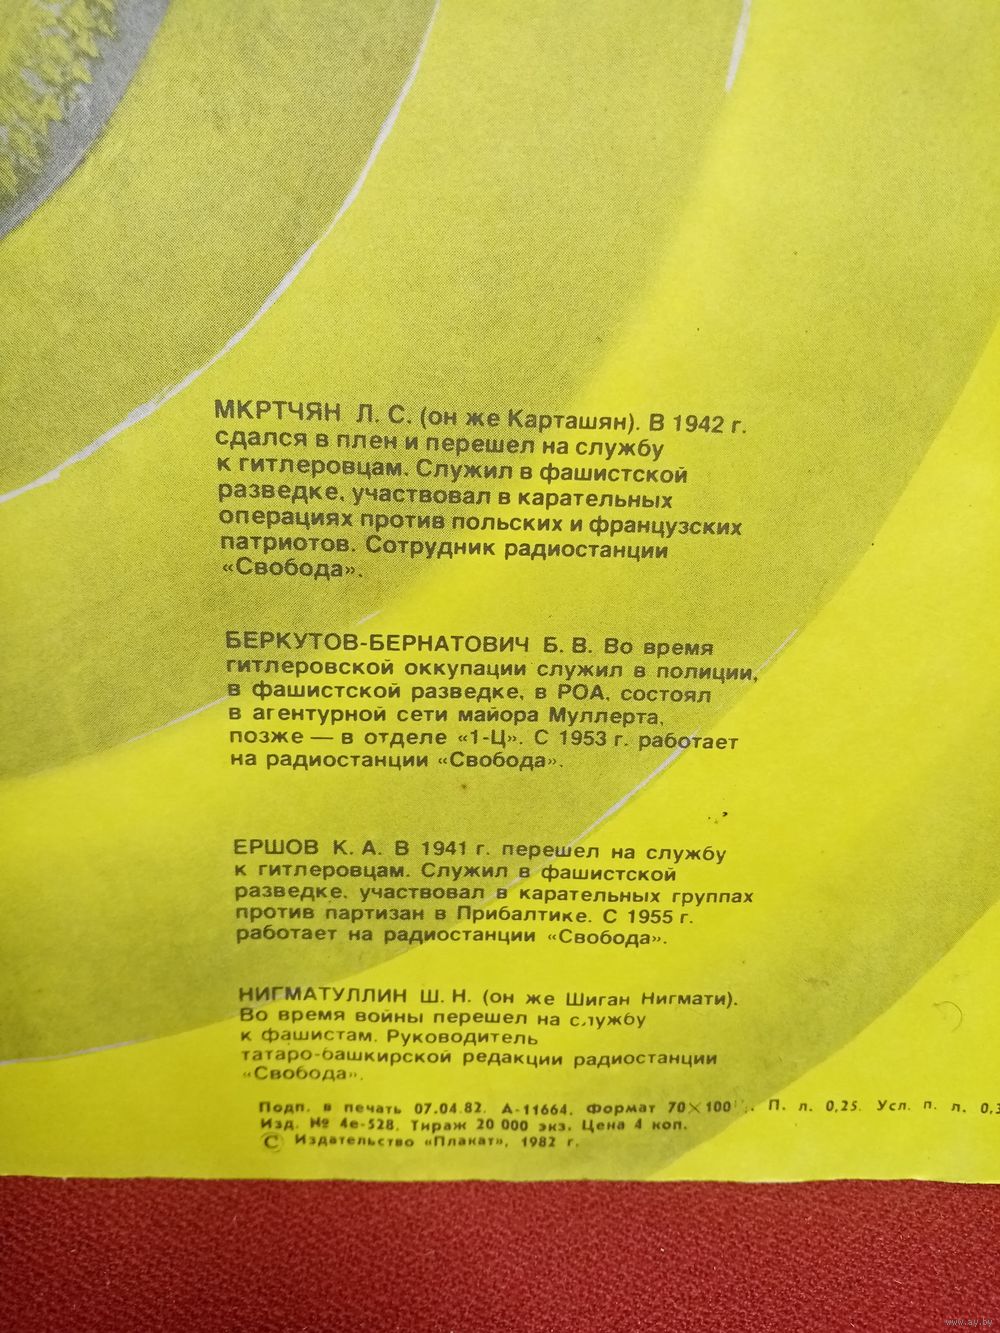 МКРТЧЯН Л. С. (он же Карташян). В 1942 г.
сдался в плен и перешел на службу
к гитлеровцам. Служил в фашистской
разведке, участвовал в карательных
операциях против польских и французских
патриотов. Сотрудник радиостанции
«Свобода».
БЕРКУТОВ-БЕРНАТОВИЧ Б. В. Во время
гитлеровской оккупации служил в полиции,
в фашистской разведке, в РОА, состоял
в агентурной сети майора Муллерта,
позже — в отделе «1-Ц». С 1953 г. работает
на радиостанции «Свобода».
ЕРШОВ К. А. В 1941 г. перешел на службу
к гитлеровцам. Служил в фашистской
разведке, участвовал в карательных группах
против партизан в Прибалтике. С 1955 г.
работает на радиостанции «Свобода».
НИГМАТУЛЛИН Ш. Н. (он же Шиган Нигмати).
Во время войны перешел на службу
к фашистам. Руководитель
татаро-башкирской редакции радиостанции
«Свобода».
Подп. в печать 07.04.82. А-11664. Формат 70×100 П. л. 0,25. Усл. п. л. 0,3
Изд. № 4е-528. Тираж 20 000 экз. Цена 4 коп.
© Издательство «Плакат», 1982 г.
www.ay.by